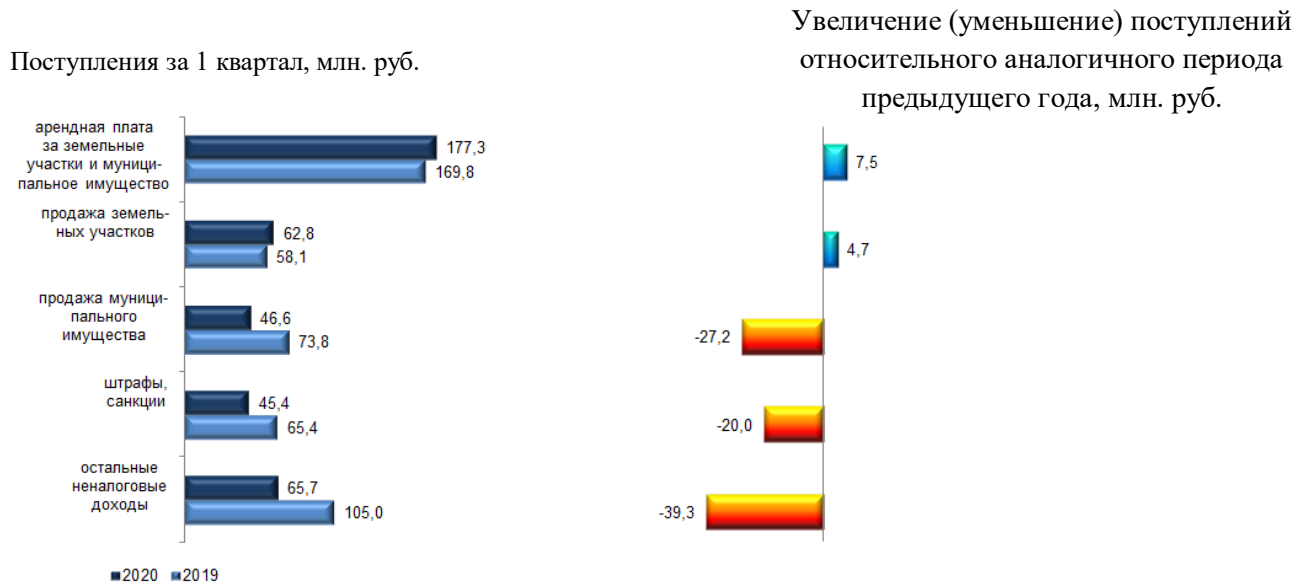 Поступления за 1 квартал, млн. руб.
арендная плата
за земельные
участки и муници-
пальное имущество
177,3
169,8
продажа земель-
ных участков
62,8
58,1
продажа муници-
пального
имущества
46,6
73,8
штрафы,
санкции
45,4
65,4
остальные
неналоговые
доходы
65,7
105,0
2020 2019
Увеличение (уменьшение) поступлений
относительного аналогичного периода
предыдущего года, млн. руб.
7,5
4,7
-27,2
-20,0
-39,3